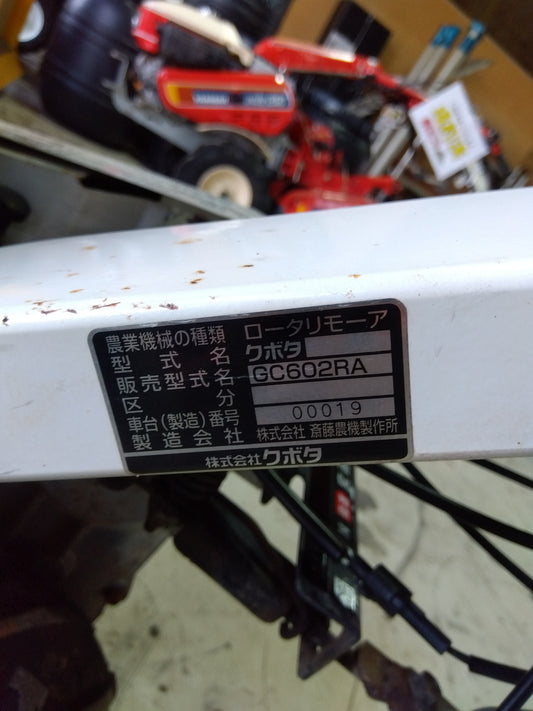 農業機械の種類 ロータリモーア
型式名 クボタ
販売型式名 GC602RA
区分
車台(製造)番号 00019
製造会社 株式会社 斎藤農機製作所
株式会社クボタ